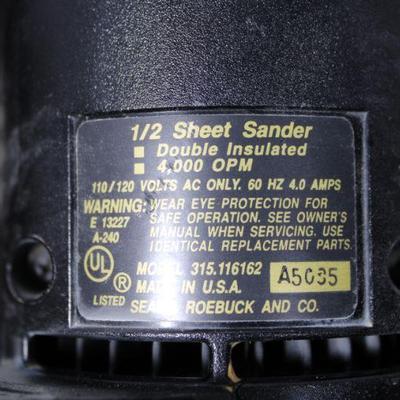 1/2 Sheet Sander
■ Double Insulated
■ 4,000 OPM
110/120 VOLTS AC ONLY. 60 HZ 4.0 AMPS
WARNING: WEAR EYE PROTECTION FOR
E 13227 SAFE OPERATION. SEE OWNER'S
A-240 MANUAL WHEN SERVICING. USE
IDENTICAL REPLACEMENT PARTS.
UL ® MODEL 315.116162 A5035
LISTED MADE IN U.S.A.
SEARS, ROEBUCK AND CO.